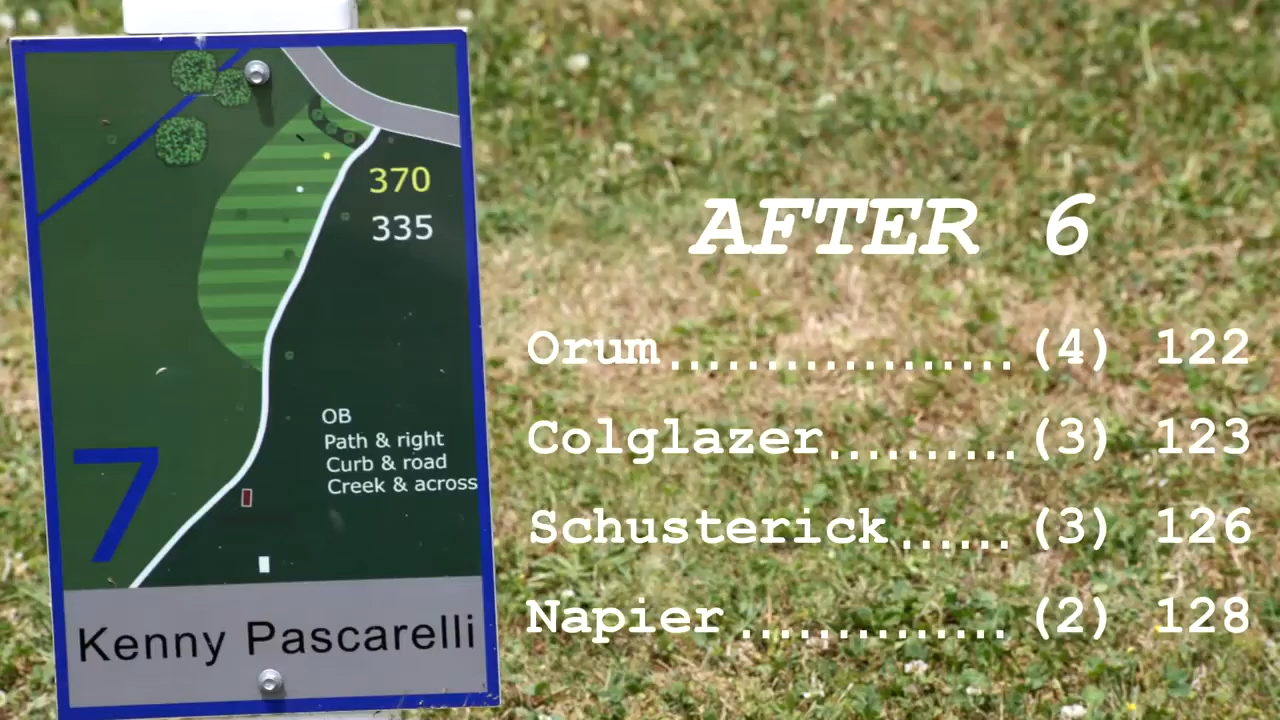 370
335
OB
Path & right
Curb & road
Creek & across
7
Kenny Pascarelli
AFTER 6
Orum.................(4) 122
Colglazer..........(3) 123
Schusterick......(3) 126
Napier..............(2) 128